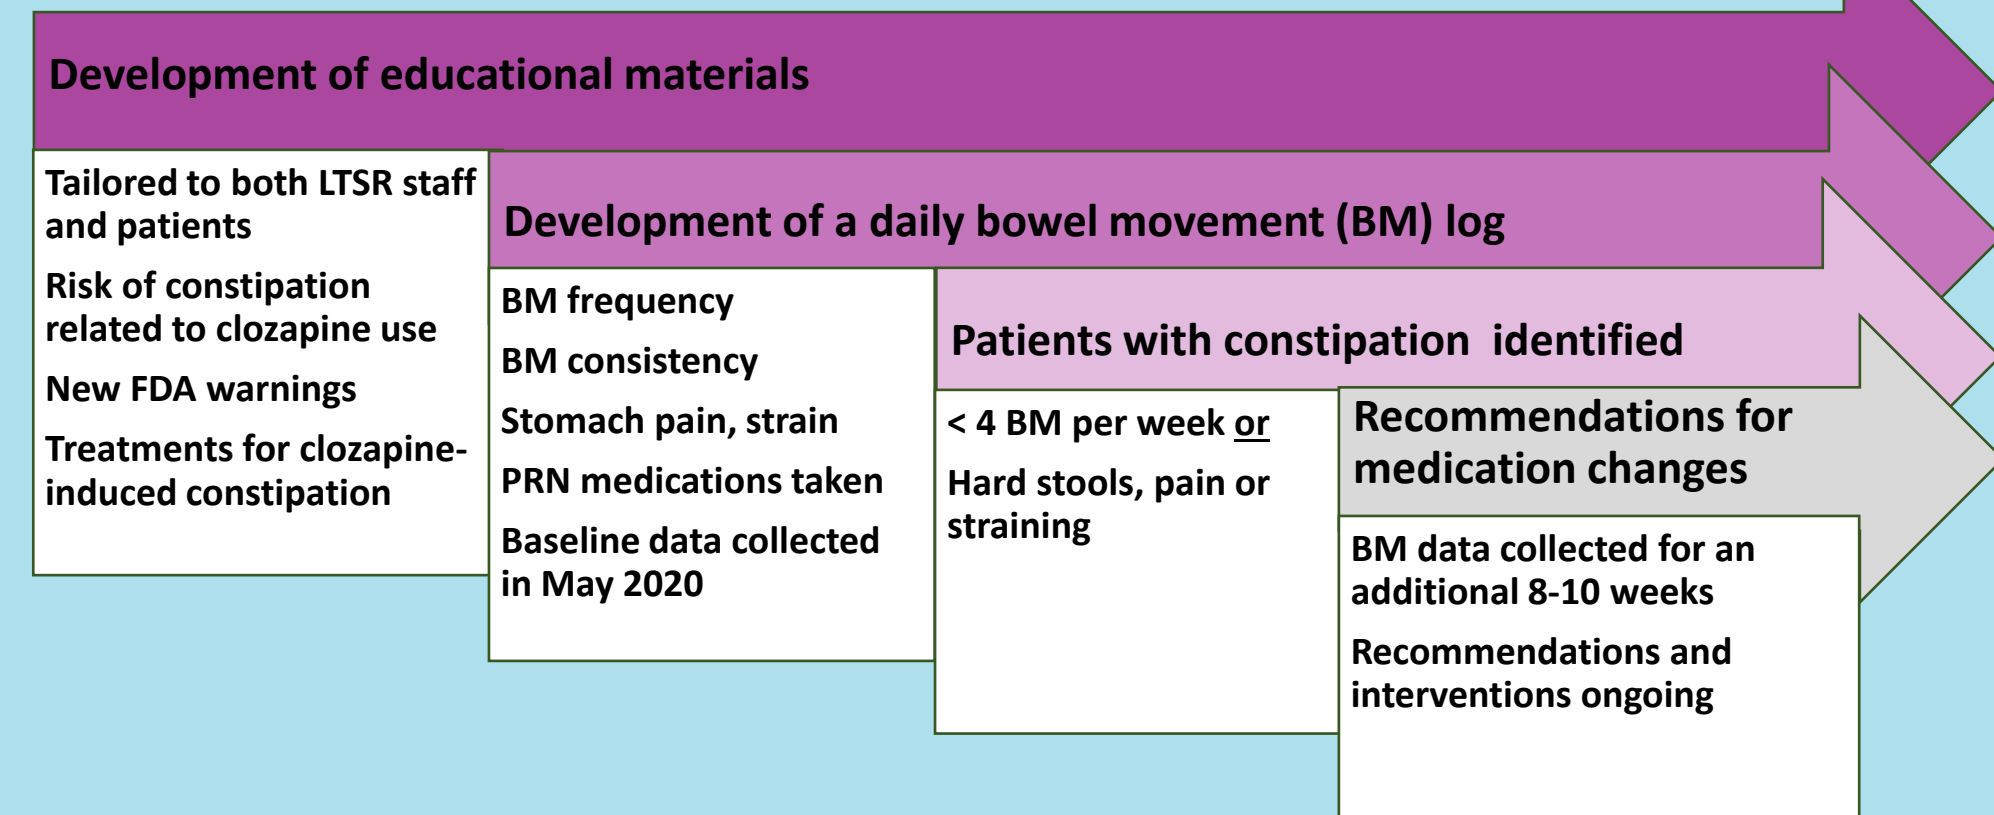 Development of educational materials
Tailored to both LTSR staff
and patients
Risk of constipation
related to clozapine use
New FDA warnings
Treatments for clozapine-
induced constipation
Development of a daily bowel movement (BM) log
BM frequency
BM consistency
Stomach pain, strain
PRN medications taken
Baseline data collected
in May 2020
Patients with constipation  identified
< 4 BM per week or
Hard stools, pain or
straining
Recommendations for
medication changes
BM data collected for an
additional 8-10 weeks
Recommendations and
interventions ongoing